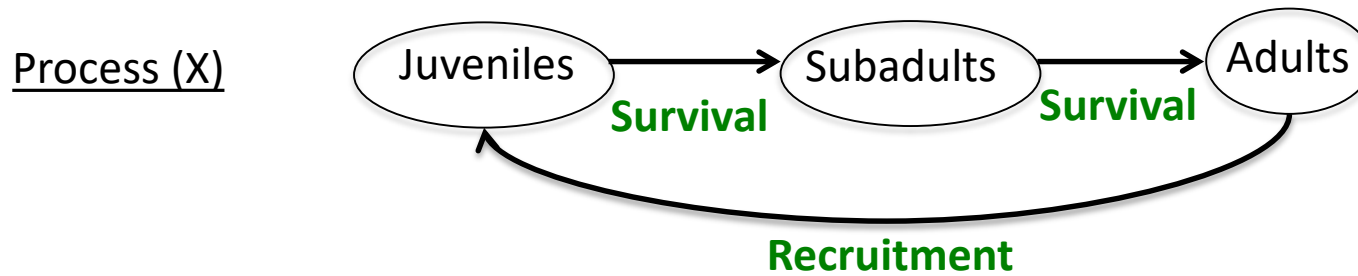 Process (X)
Juveniles
Subadults
Adults
Survival
Survival
Recruitment